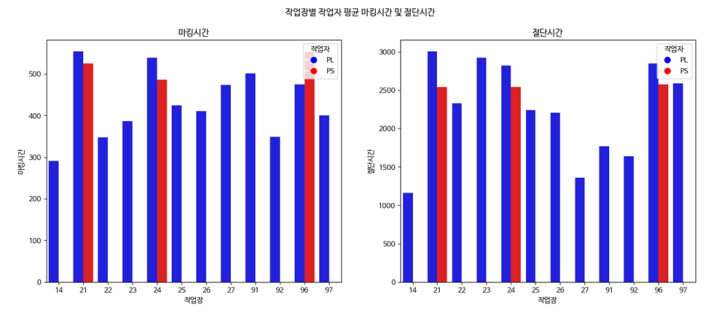 작업장별 작업자 평균 마킹시간 및 절단시간
마킹시간
작업자
PL
PS
500
400
300
200
100
0
마킹시간
14 21 22 23 24 25 26 27 91 92 96 97
작업장
절단시간
작업자
PL
PS
3000
2500
2000
1500
1000
500
0
절단시간
14 21 22 23 24 25 26 27 91 92 96 97
작업장